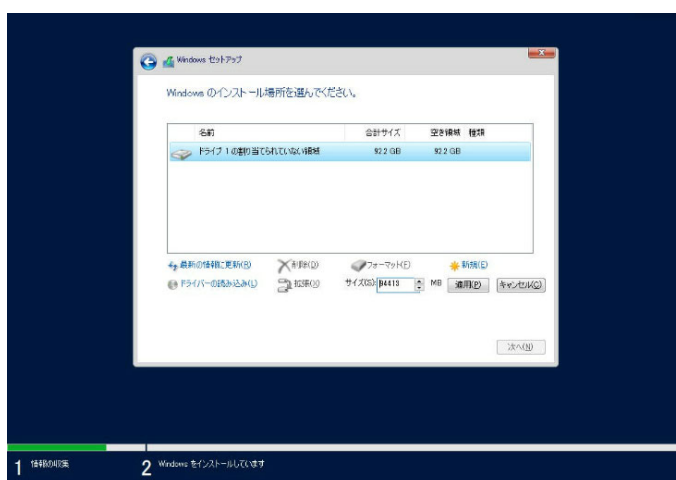 Windows セットアップ
Windows のインストール場所を選んでください。
名前 合計サイズ 空き領域 種類
ドライブ 1 の割り当てられていない領域 92.2 GB 92.2 GB
最新の情報に更新(R) 削除(D) フォーマット(F) 新規(E)
ドライバーの読み込み(L) 拡張(X) サイズ(S): 94413 MB 適用(P) キャンセル(C)
次へ(N)
1 情報の収集 2 Windows をインストールしています